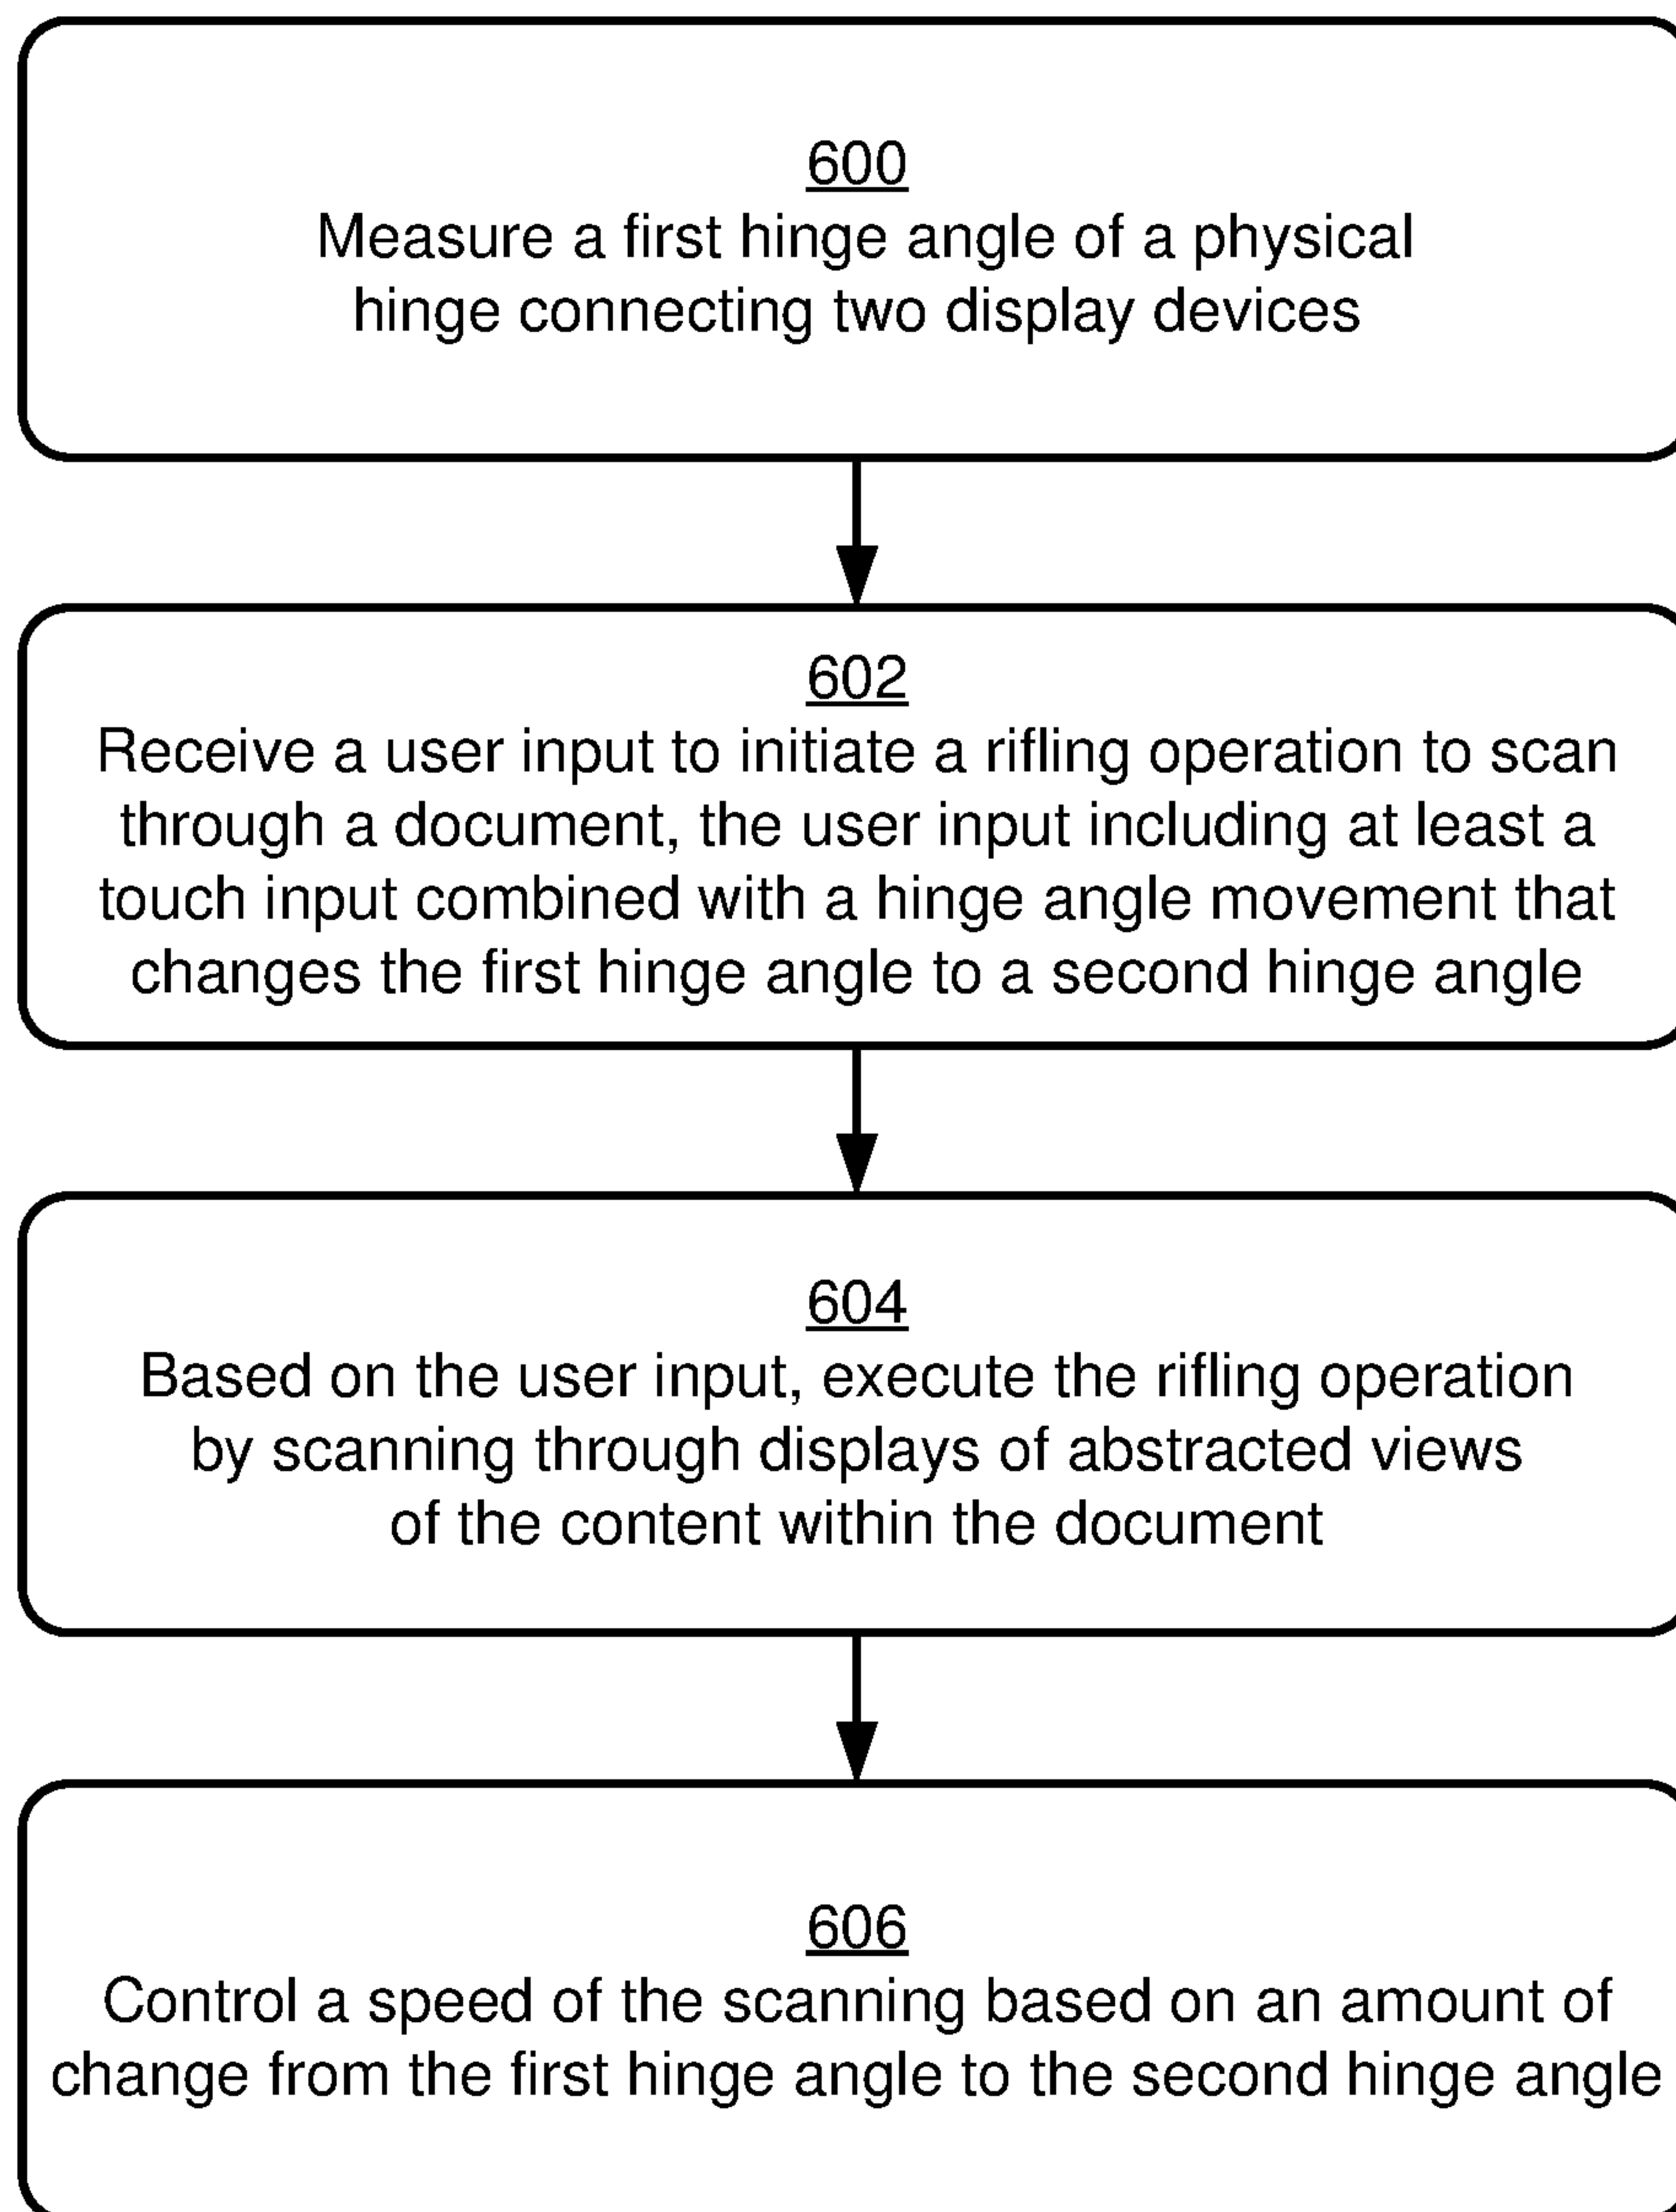 600
Measure a first hinge angle of a physical
hinge connecting two display devices
602
Receive a user input to initiate a rifling operation to scan
through a document, the user input including at least a
touch input combined with a hinge angle movement that
changes the first hinge angle to a second hinge angle
604
Based on the user input, execute the rifling operation
by scanning through displays of abstracted views
of the content within the document
606
Control a speed of the scanning based on an amount of
change from the first hinge angle to the second hinge angle